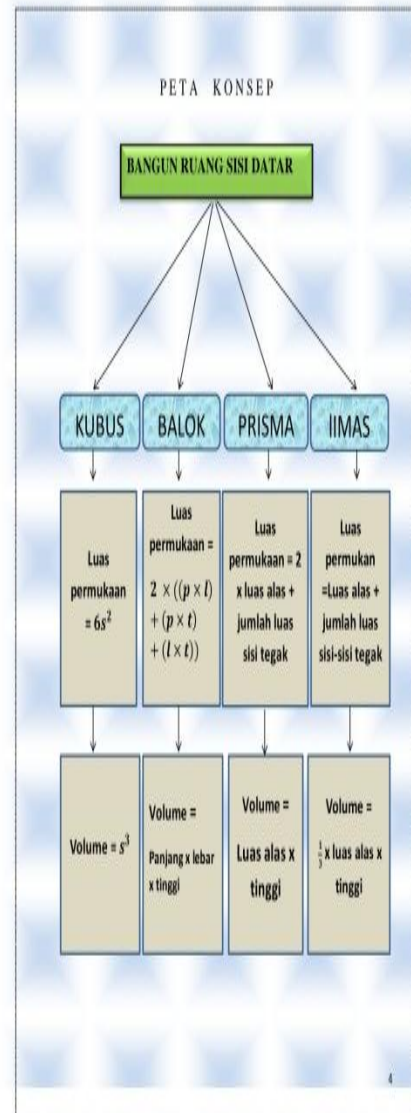 PETA KONSEP
BANGUN RUANG SISI DATAR
KUBUS
BALOK
PRISMA
IIMAS
Luas
permukaan
= 6s²
Luas
permukaan =
2 × ((p × l)
+ (p × t)
+ (l × t))
Luas
permukaan = 2
x luas alas +
jumlah luas
sisi tegak
Luas
permukan
=Luas alas +
jumlah luas
sisi-sisi tegak
Volume = s³
Volume =
Panjang x lebar
x tinggi
Volume =
Luas alas x
tinggi
Volume =
⅓ x luas alas x
tinggi
4